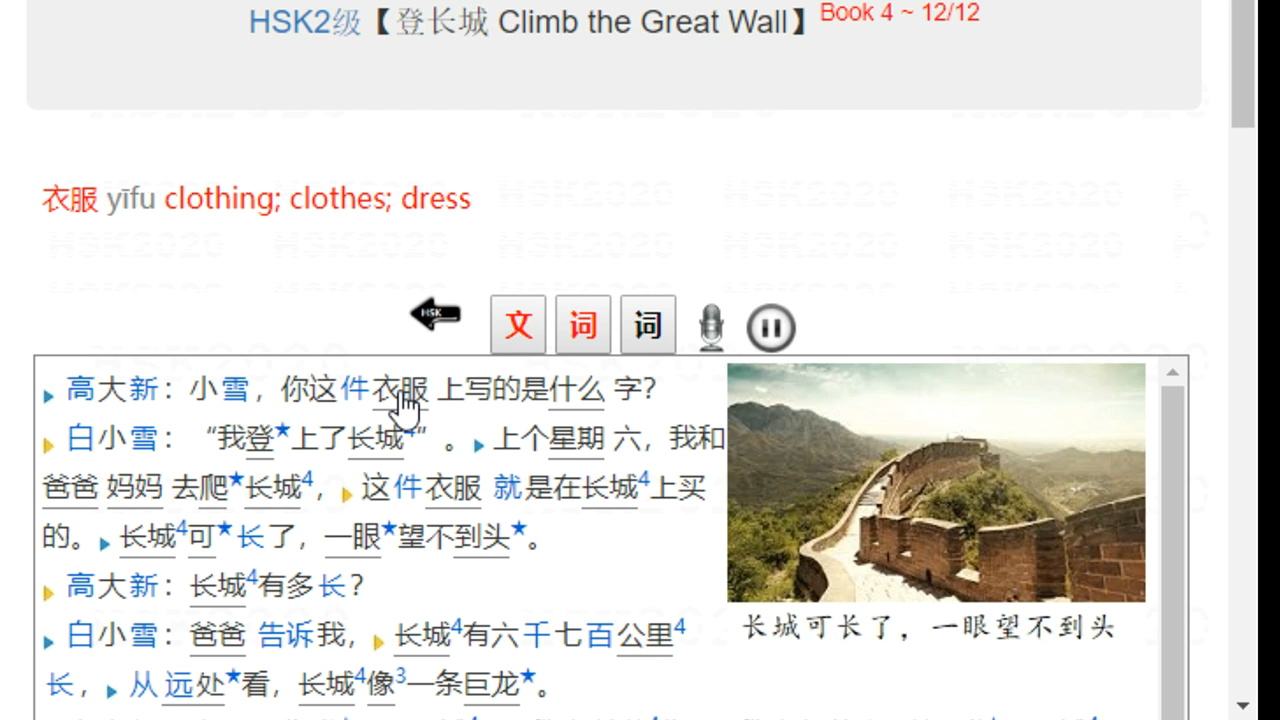 HSK2级【登长城 Climb the Great Wall】 Book 4 ~ 12/12
衣服 yīfu clothing; clothes; dress
HSK 文 词 词
高大新：小雪，你这件衣服 上写的是什么 字？
白小雪：“我登★上了长城4”。上个星期 六，我和
爸爸 妈妈 去爬★长城4，这件衣服 就是在长城4上买
的。长城4可★长了，一眼★望不到头★。
高大新：长城4有多长？
白小雪：爸爸 告诉我，长城4有六千七百公里4
长，从 远处★看，长城4像3一条巨龙★。
长城可长了，一眼望不到头